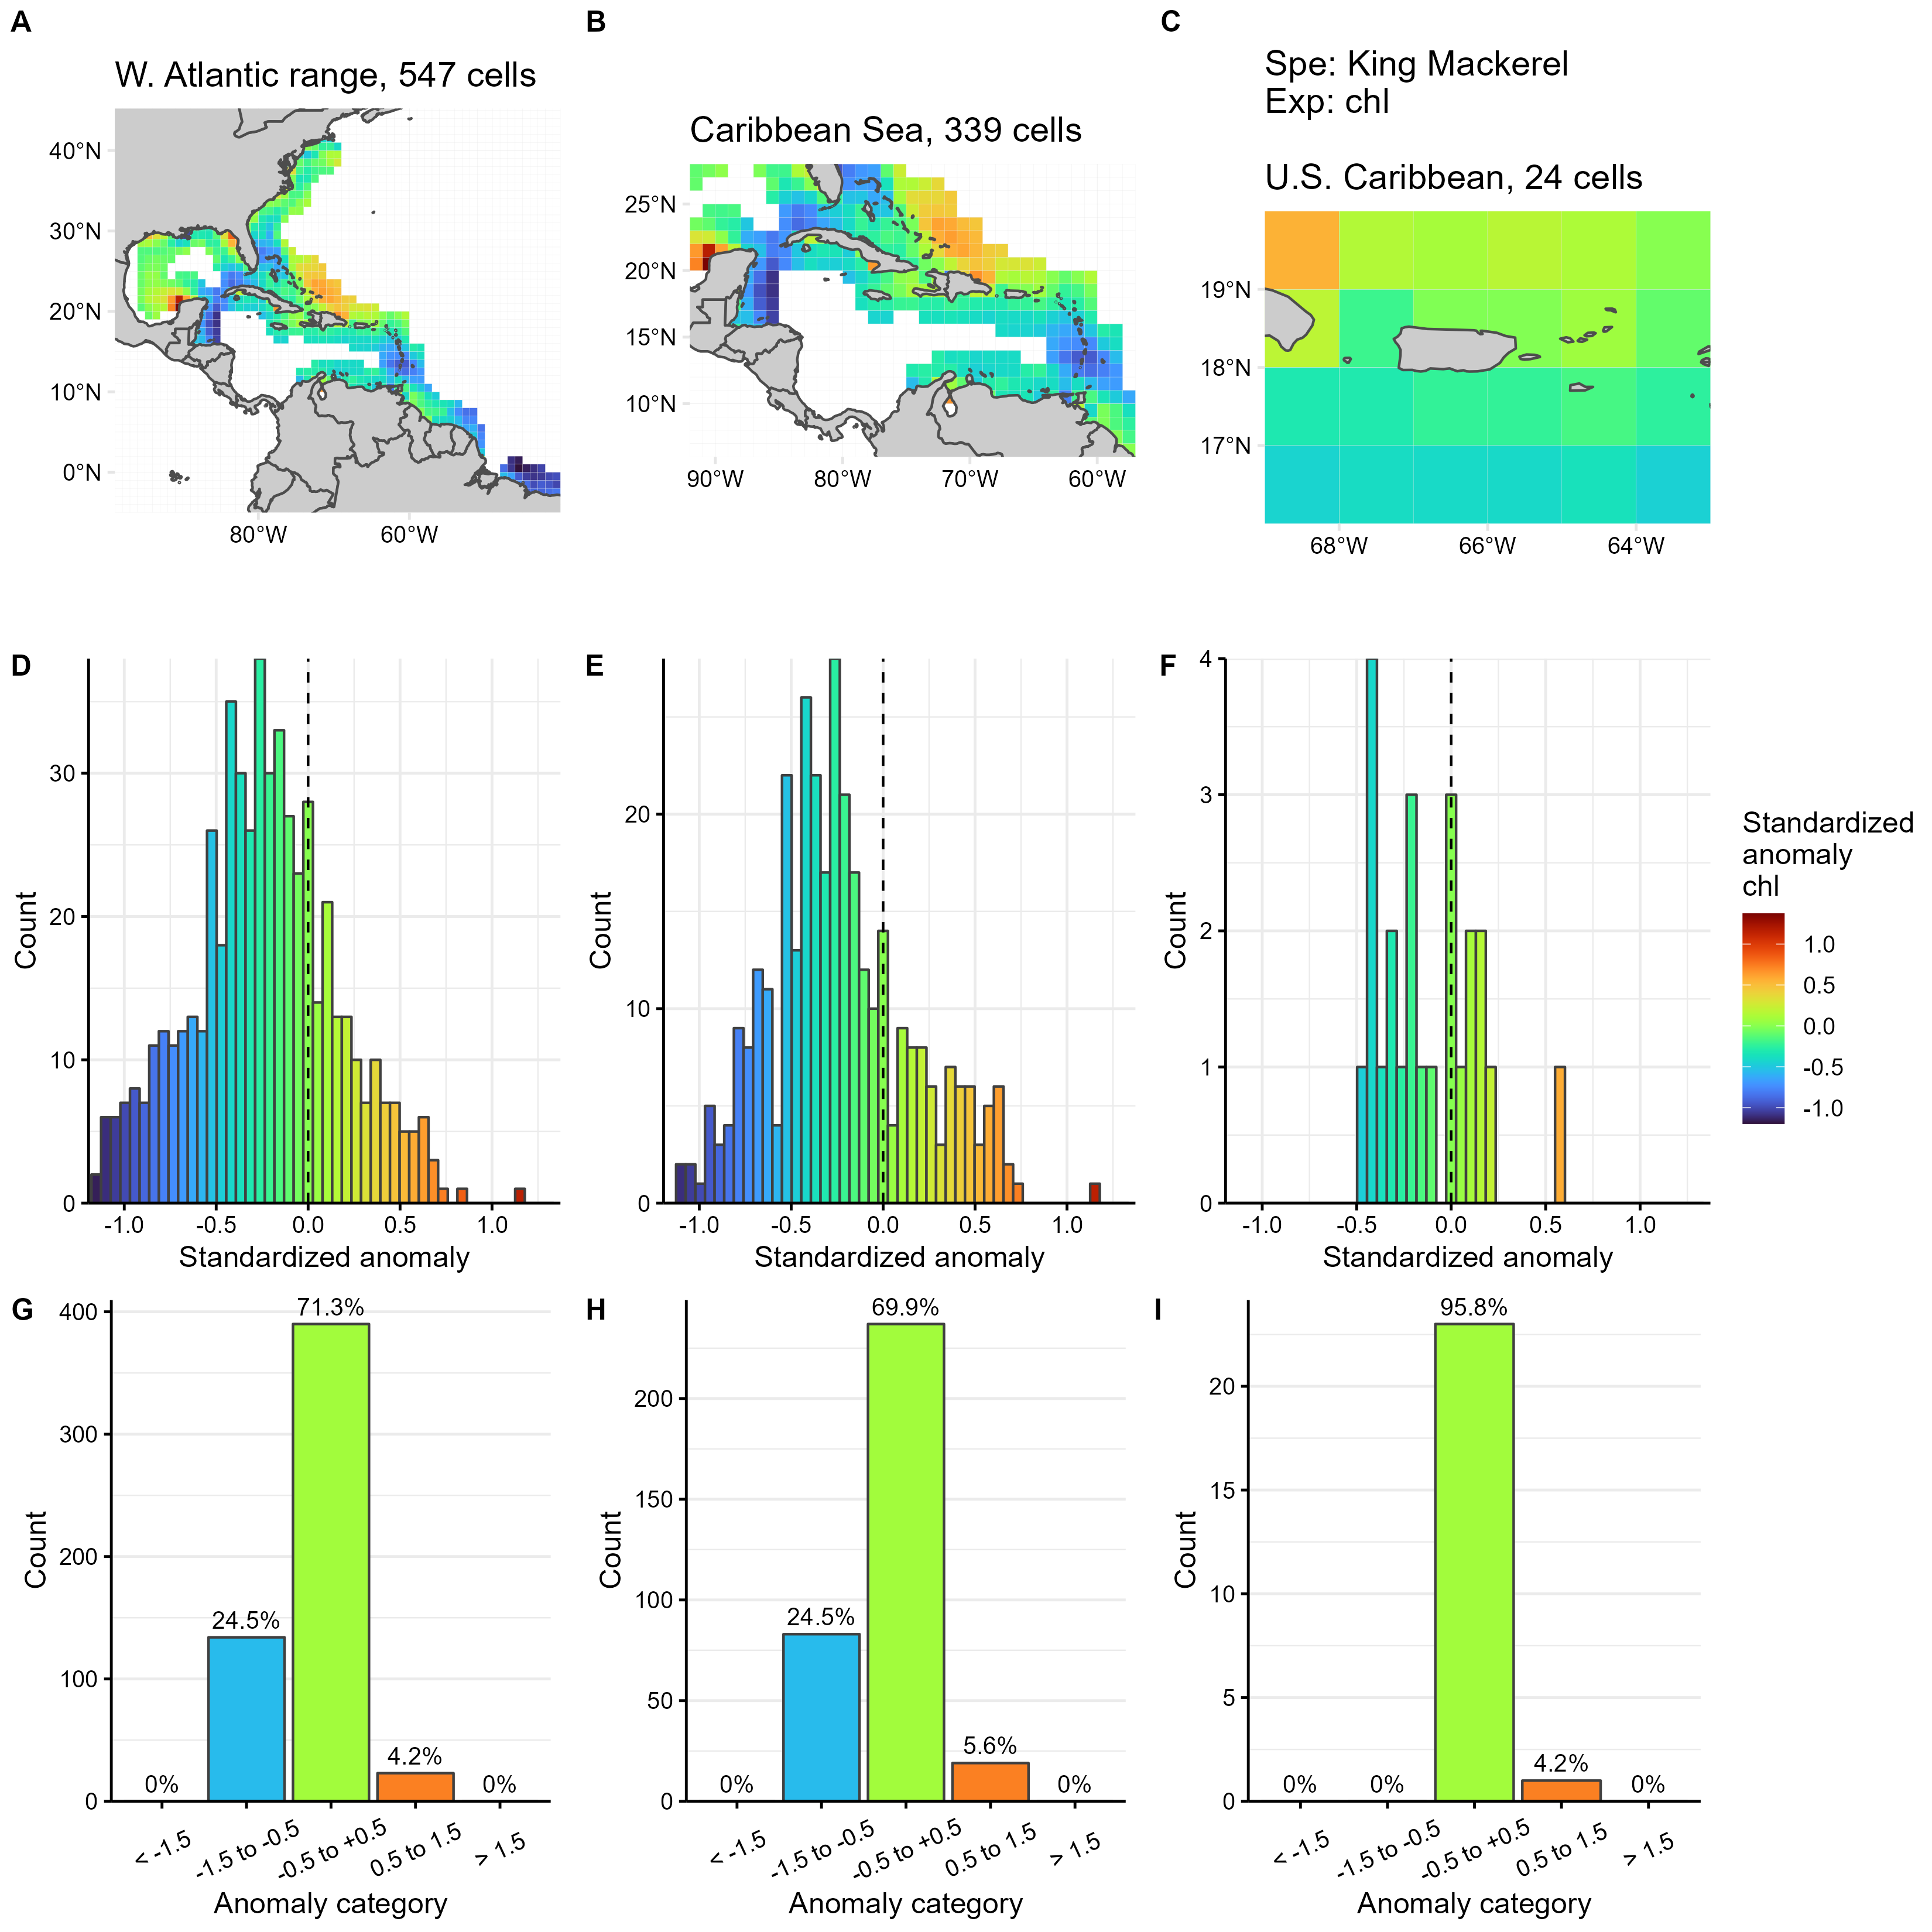 A
W. Atlantic range, 547 cells
40°N
30°N
20°N
10°N
0°N
80°W
60°W
B
Caribbean Sea, 339 cells
25°N
20°N
15°N
10°N
90°W
80°W
70°W
60°W
C
Spe: King Mackerel
Exp: chl
U.S. Caribbean, 24 cells
19°N
18°N
17°N
68°W
66°W
64°W
D
Count
30
20
10
0
-1.0
-0.5
0.0
0.5
1.0
Standardized anomaly
E
Count
20
10
0
-1.0
-0.5
0.0
0.5
1.0
Standardized anomaly
F
Count
4
3
2
1
0
-1.0
-0.5
0.0
0.5
1.0
Standardized anomaly
Standardized
anomaly
chl
1.0
0.5
0.0
-0.5
-1.0
G
Count
400
300
200
100
0
0%
24.5%
71.3%
4.2%
0%
< -1.5
-1.5 to -0.5
-0.5 to +0.5
0.5 to 1.5
> 1.5
Anomaly category
H
Count
200
150
100
50
0
0%
24.5%
69.9%
5.6%
0%
< -1.5
-1.5 to -0.5
-0.5 to +0.5
0.5 to 1.5
> 1.5
Anomaly category
I
Count
20
15
10
5
0
0%
0%
95.8%
4.2%
0%
< -1.5
-1.5 to -0.5
-0.5 to +0.5
0.5 to 1.5
> 1.5
Anomaly category